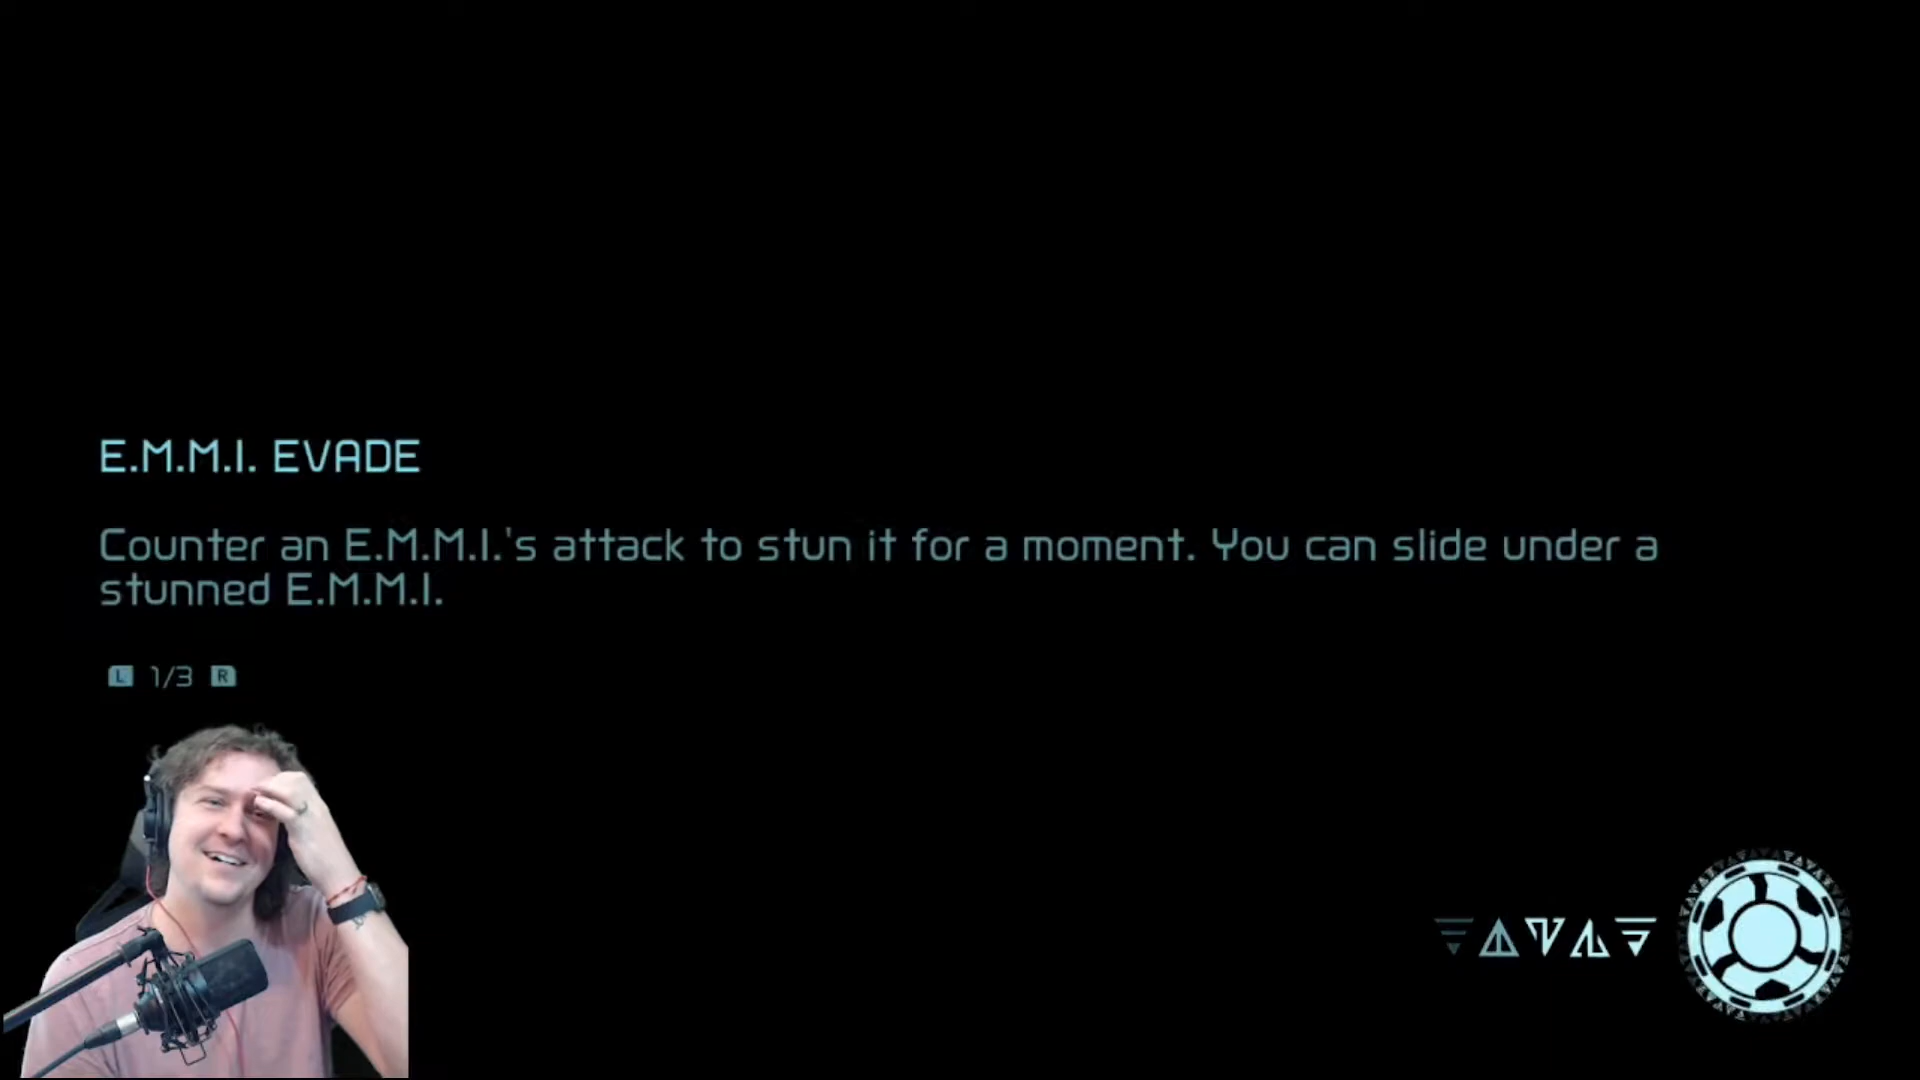 E.M.M.I. EVADE
Counter an E.M.M.I.'s attack to stun it for a moment. You can slide under a
stunned E.M.M.I.
L 1/3 R